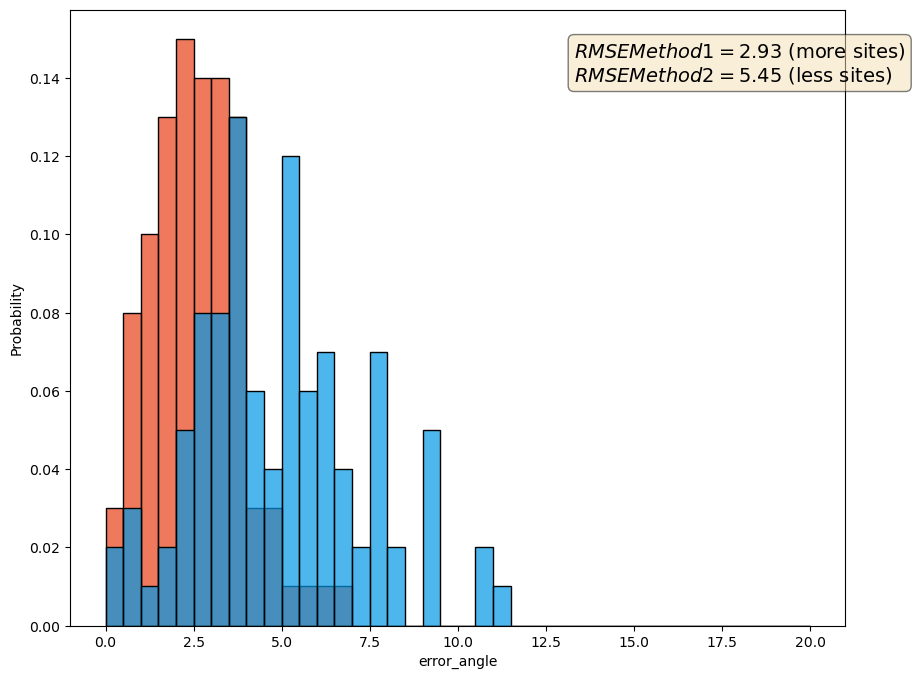 RMSEMethod1 = 2.93 (more sites)
RMSEMethod2 = 5.45 (less sites)
0.14
0.12
0.10
0.08
0.06
0.04
0.02
0.00
Probability
0.0 2.5 5.0 7.5 10.0 12.5 15.0 17.5 20.0
error_angle